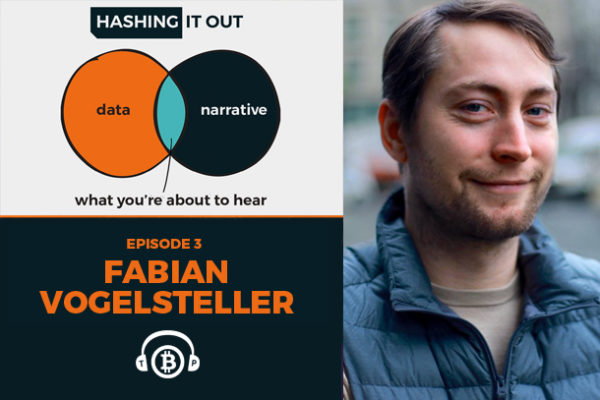 HASHING IT OUT
data
narrative
what you're about to hear
EPISODE 3
FABIAN
VOGELSTELLER
T ₿ P